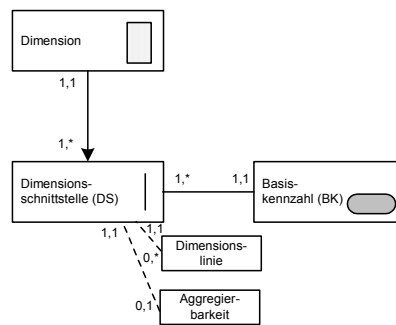 Dimension
1,1
1,*
Dimensions-
schnittstelle (DS)
1,*
1,1
Basis-
kennzahl (BK)
1,1
1,1
0,*
Dimensions-
linie
0,1
Aggregier-
barkeit